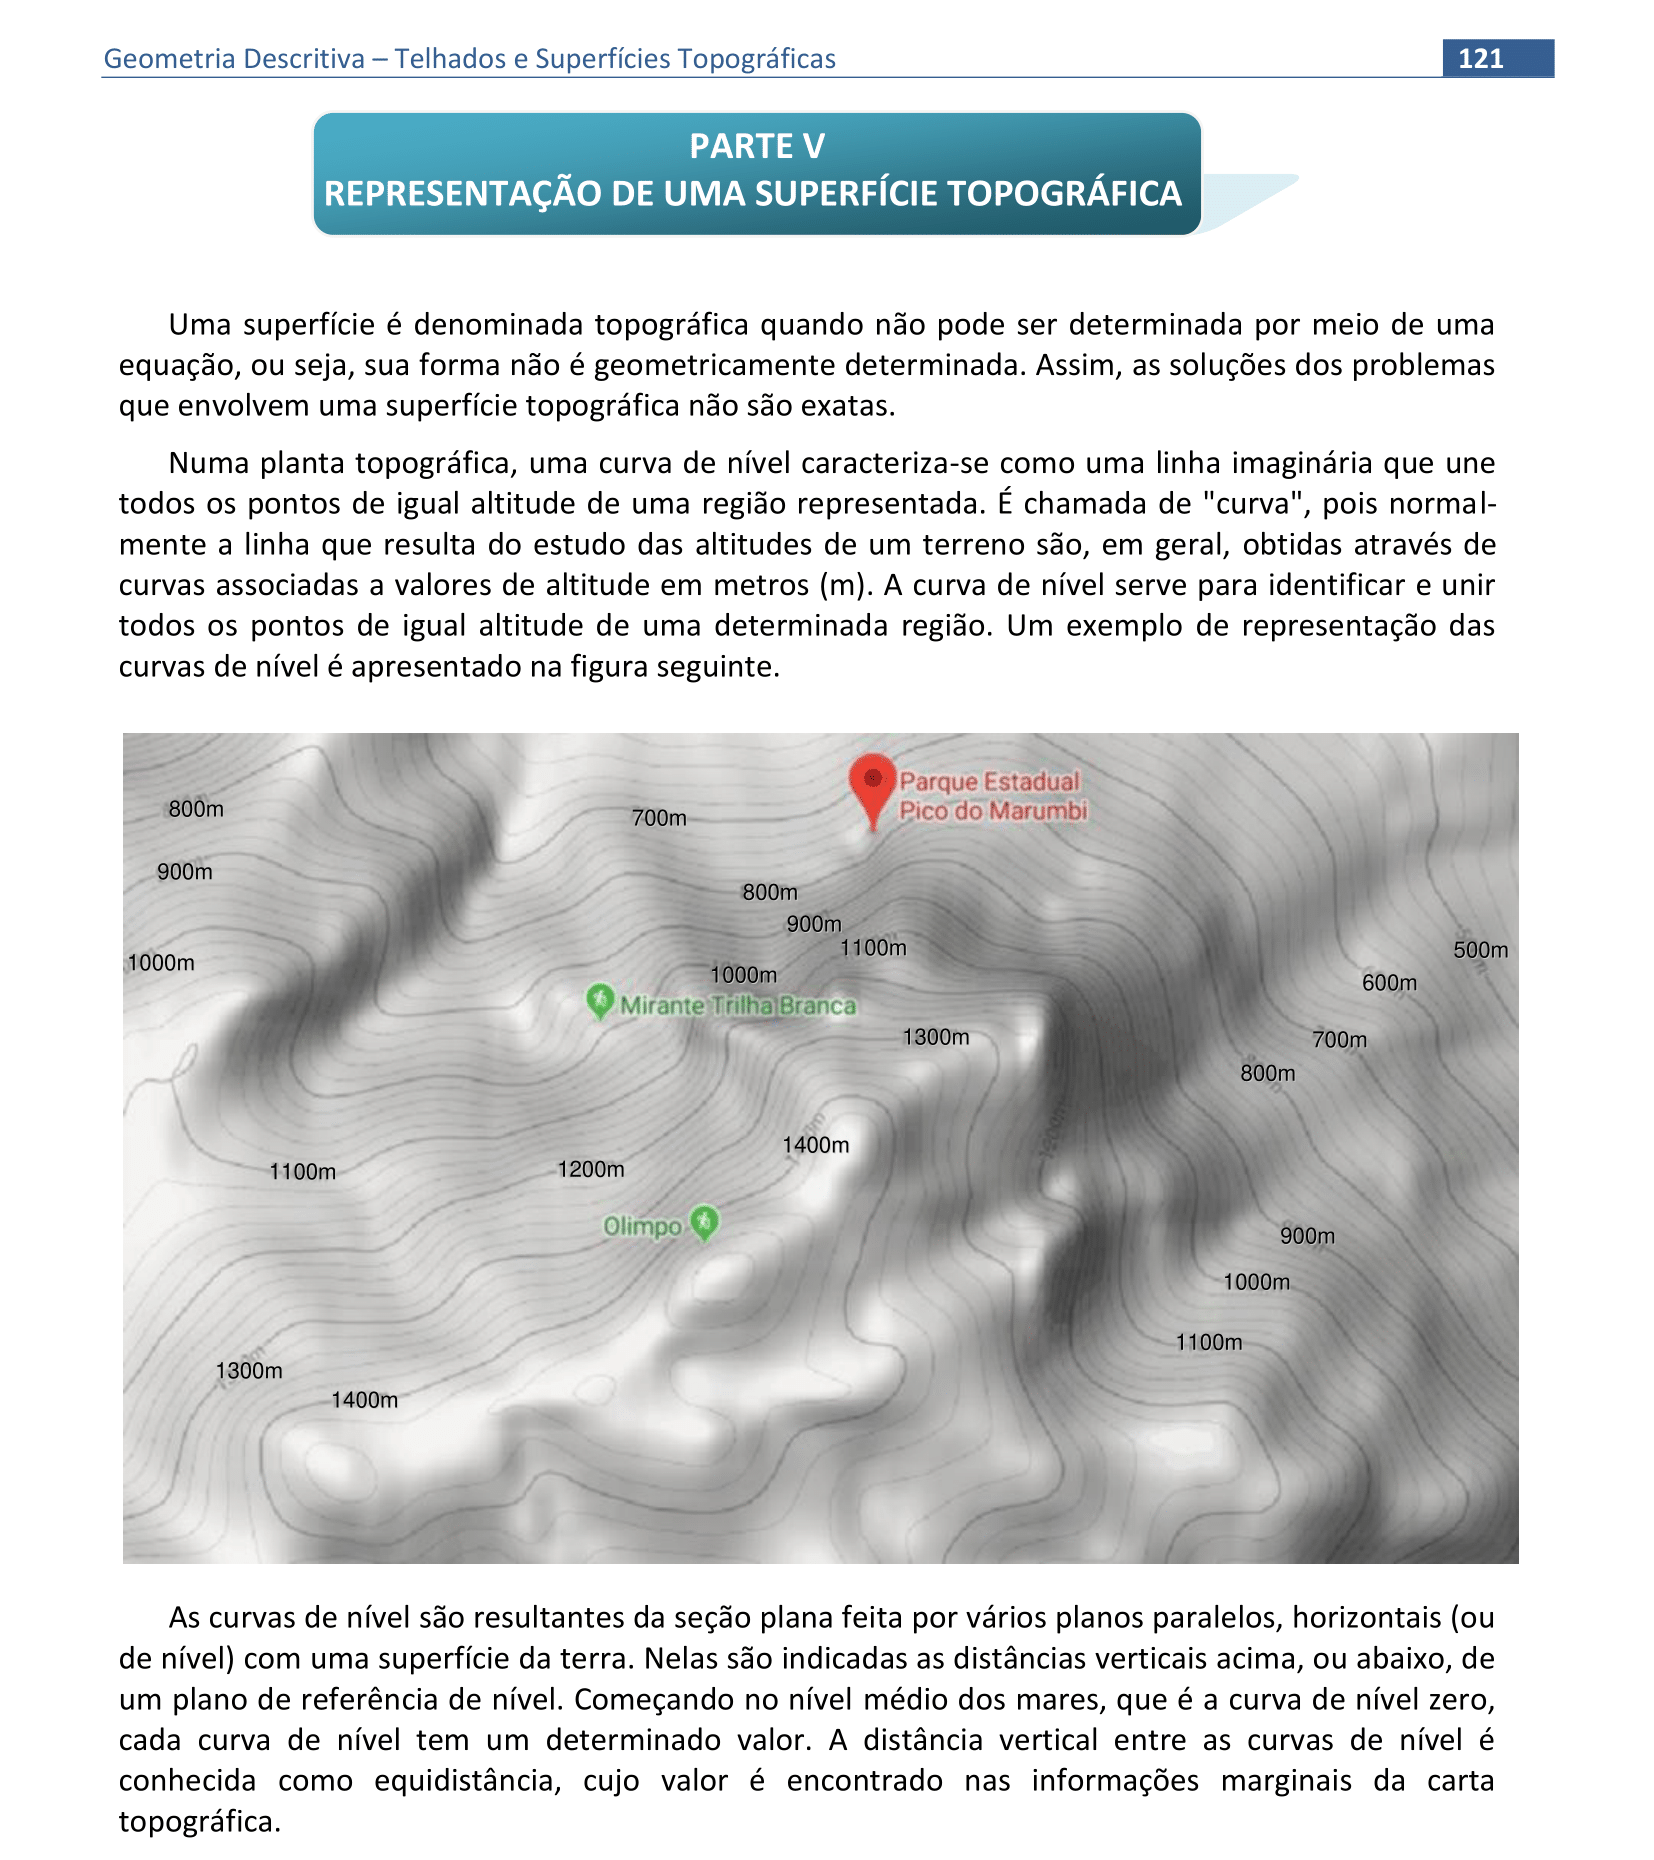 Geometria Descritiva – Telhados e Superfícies Topográficas 121
PARTE V
REPRESENTAÇÃO DE UMA SUPERFÍCIE TOPOGRÁFICA
Uma superfície é denominada topográfica quando não pode ser determinada por meio de uma
equação, ou seja, sua forma não é geometricamente determinada. Assim, as soluções dos problemas
que envolvem uma superfície topográfica não são exatas.
Numa planta topográfica, uma curva de nível caracteriza-se como uma linha imaginária que une
todos os pontos de igual altitude de uma região representada. É chamada de "curva", pois normal-
mente a linha que resulta do estudo das altitudes de um terreno são, em geral, obtidas através de
curvas associadas a valores de altitude em metros (m). A curva de nível serve para identificar e unir
todos os pontos de igual altitude de uma determinada região. Um exemplo de representação das
curvas de nível é apresentado na figura seguinte.
Parque Estadual
Pico do Marumbi
800m
700m
900m
800m
900m
1100m
500m
1000m
1000m
600m
Mirante Trilha Branca
1300m
700m
800m
1400m
1100m
1200m
Olimpo
900m
1000m
1100m
1300m
1400m
As curvas de nível são resultantes da seção plana feita por vários planos paralelos, horizontais (ou
de nível) com uma superfície da terra. Nelas são indicadas as distâncias verticais acima, ou abaixo, de
um plano de referência de nível. Começando no nível médio dos mares, que é a curva de nível zero,
cada curva de nível tem um determinado valor. A distância vertical entre as curvas de nível é
conhecida como equidistância, cujo valor é encontrado nas informações marginais da carta
topográfica.